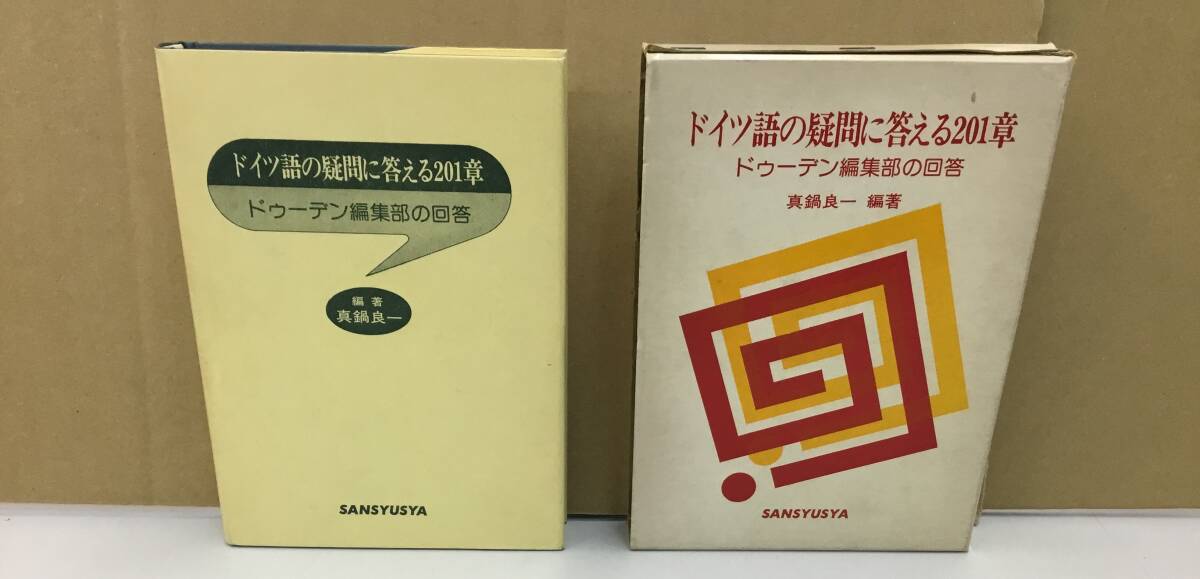 ドイツ語の疑問に答える201章
ドゥーデン編集部の回答
編著
真鍋良一
SANSYUSYA
ドイツ語の疑問に答える201章
ドゥーデン編集部の回答
真鍋良一 編著
SANSYUSYA